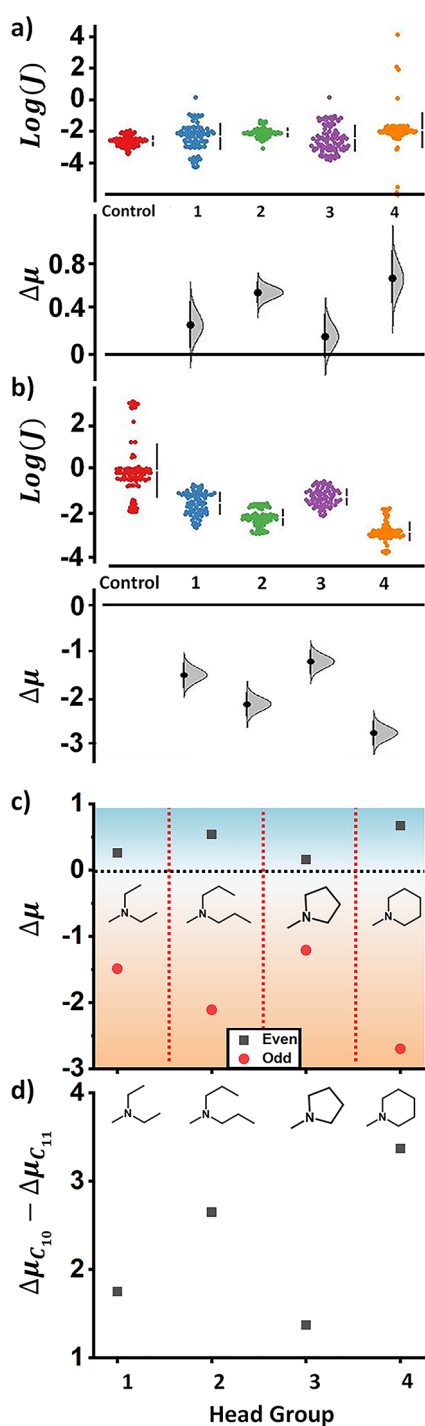 a)
Log(J)
4
2
0
-2
-4
Control 1 2 3 4
Δμ
0.8
0.4
0
b)
Log(J)
2
0
-2
-4
Control 1 2 3 4
Δμ
0
-1
-2
-3
c)
Δμ
1
0
-1
-2
-3
N N N N
Even
Odd
d)
Δμ_C₁₀ − Δμ_C₁₁
4
3
2
1
N N N N
1 2 3 4
Head Group